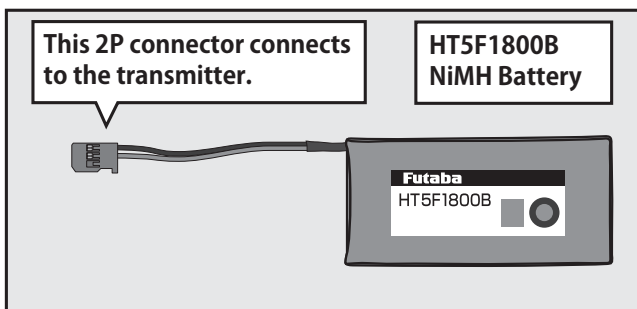 This 2P connector connects
to the transmitter.
HT5F1800B
NiMH Battery
Futaba
HT5F1800B